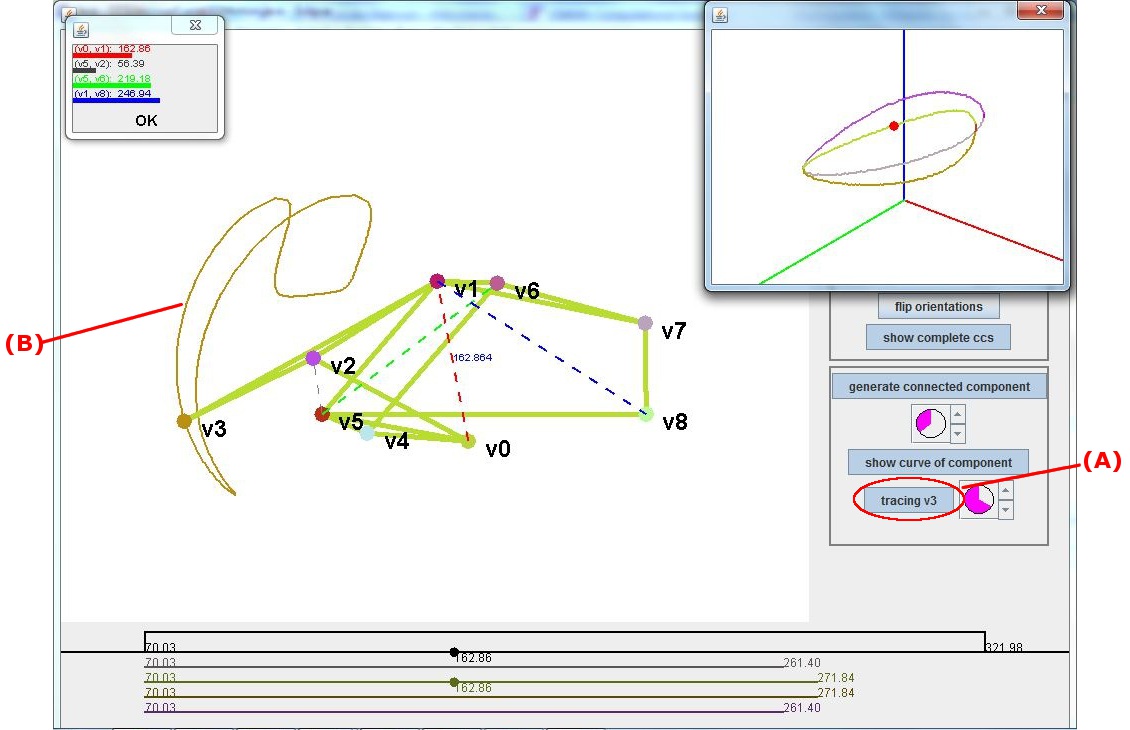 (v0, v1): 162.86
(v5, v2): 56.39
(v5, v6): 219.18
(v1, v8): 246.94
OK
v1
v6
v7
162.864
v2
v5
v8
v3
v4
v0
(B)
flip orientations
show complete ccs
generate connected component
show curve of component
(A)
tracing v3
70.03
162.86
321.98
70.03
261.40
70.03
162.86
271.84
70.03
271.84
70.03
261.40